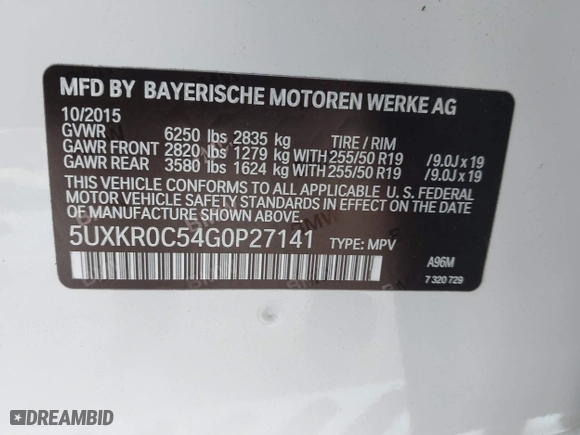 MFD BY BAYERISCHE MOTOREN WERKE AG
10/2015
GVWR 6250 lbs 2835 kg TIRE / RIM
GAWR FRONT 2820 lbs 1279 kg WITH 255/50 R19 /9.0J x 19
GAWR REAR 3580 lbs 1624 kg WITH 255/50 R19 /9.0J x 19
THIS VEHICLE CONFORMS TO ALL APPLICABLE U. S. FEDERAL
MOTOR VEHICLE SAFETY STANDARDS IN EFFECT ON THE DATE OF
MANUFACTURE SHOWN ABOVE.
5UXKR0C54G0P27141 TYPE: MPV
A96M
7 320 729
DREAMBID